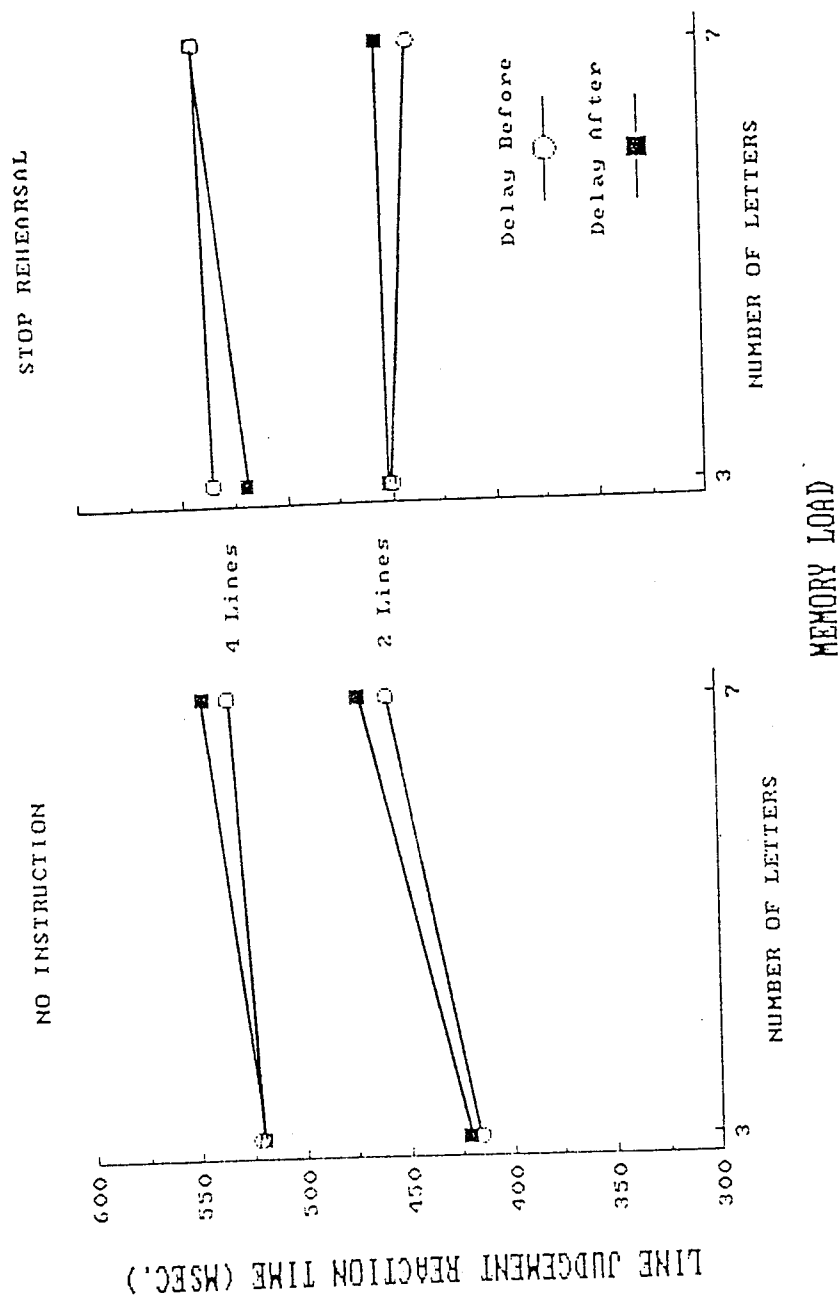 NO INSTRUCTION
STOP REHEARSAL
LINE JUDGEMENT REACTION TIME (MSEC.)
600
550
500
450
400
350
300
4 Lines
2 Lines
Delay Before
Delay After
3
7
3
7
NUMBER OF LETTERS
NUMBER OF LETTERS
MEMORY LOAD